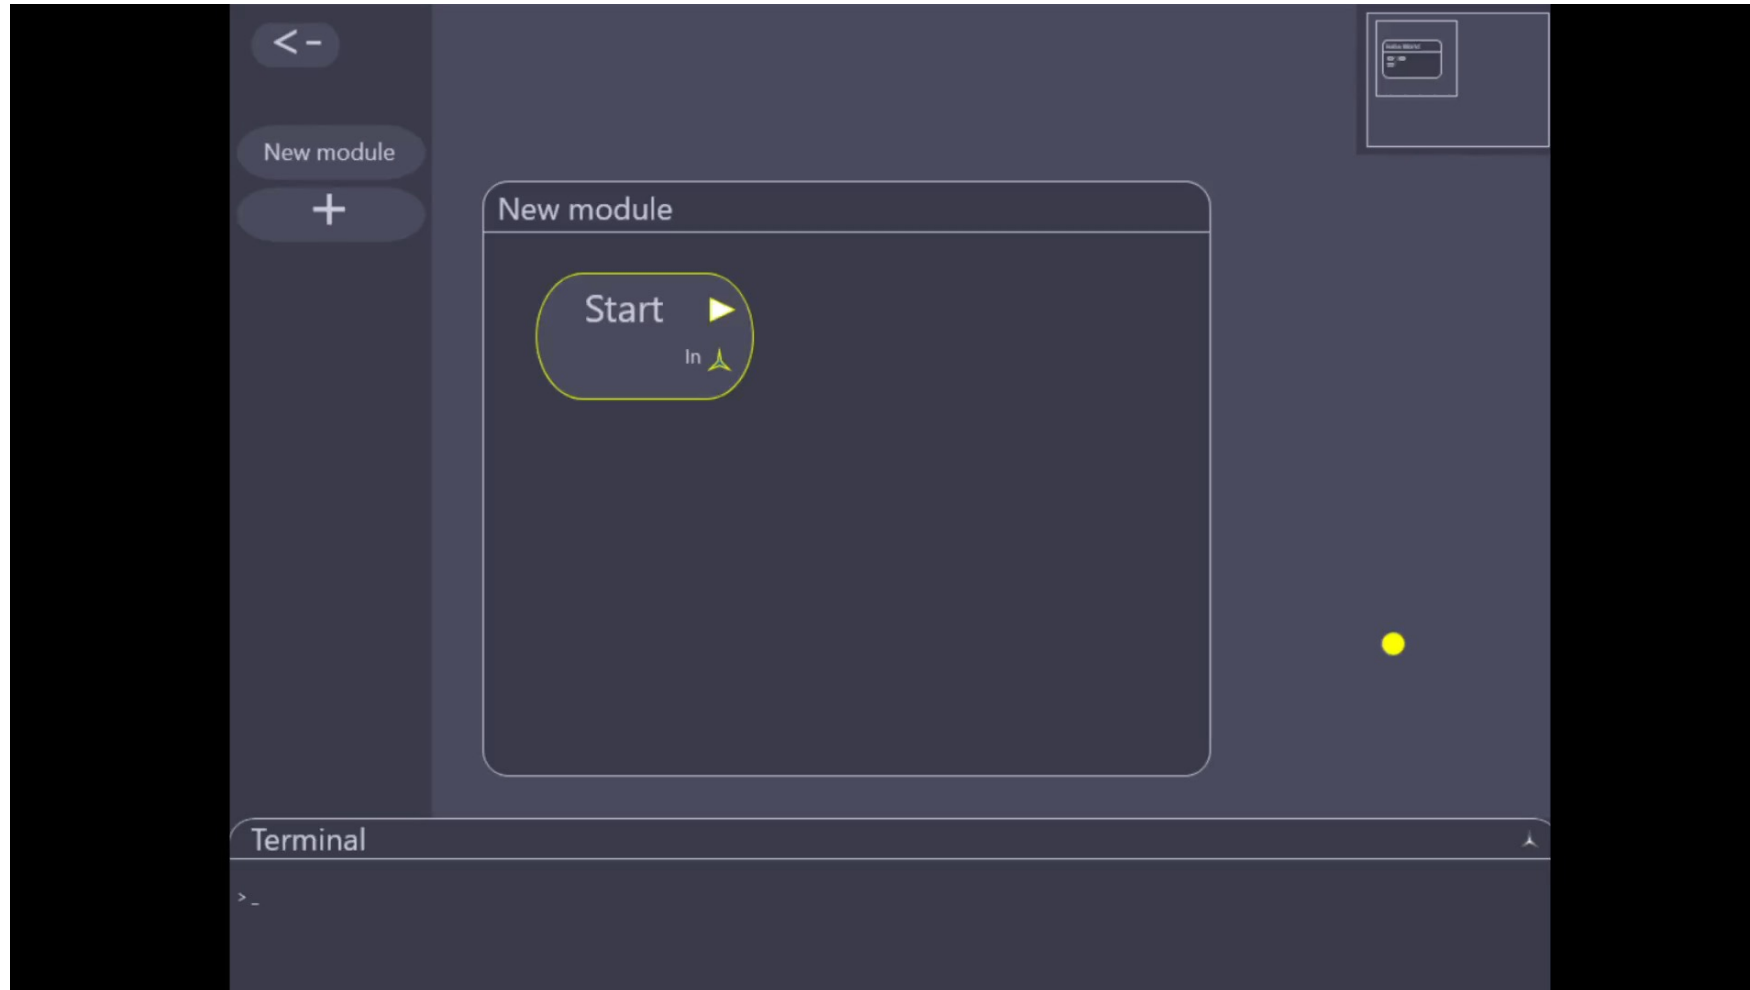 <-
New module
+
New module
Start
In
Terminal
>_